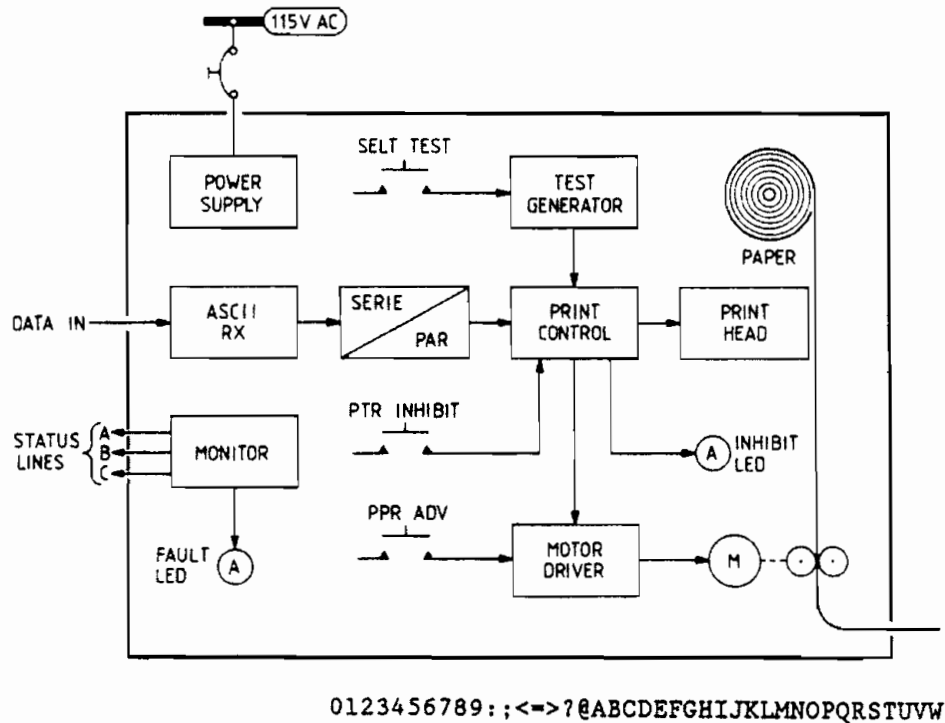 115V AC
SELT TEST
POWER
SUPPLY
TEST
GENERATOR
PAPER
DATA IN
ASCII
RX
SERIE
PAR
PRINT
CONTROL
PRINT
HEAD
STATUS
LINES
A
B
C
MONITOR
PTR INHIBIT
A
INHIBIT
LED
FAULT
LED
A
PPR ADV
MOTOR
DRIVER
M
0123456789:;<=>?@ABCDEFGHIJKLMNOPQRSTUVW